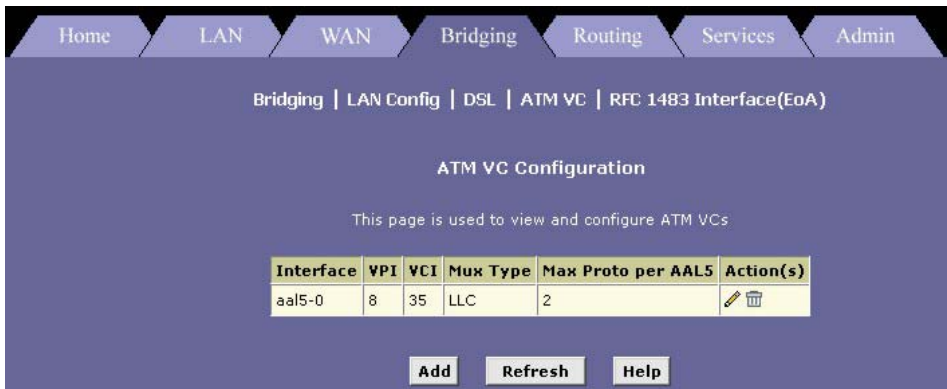 Home LAN WAN Bridging Routing Services Admin
Bridging | LAN Config | DSL | ATM VC | RFC 1483 Interface(EoA)
ATM VC Configuration
This page is used to view and configure ATM VCs
Interface VPI VCI Mux Type Max Proto per AAL5 Action(s)
aal5-0 8 35 LLC 2
Add Refresh Help